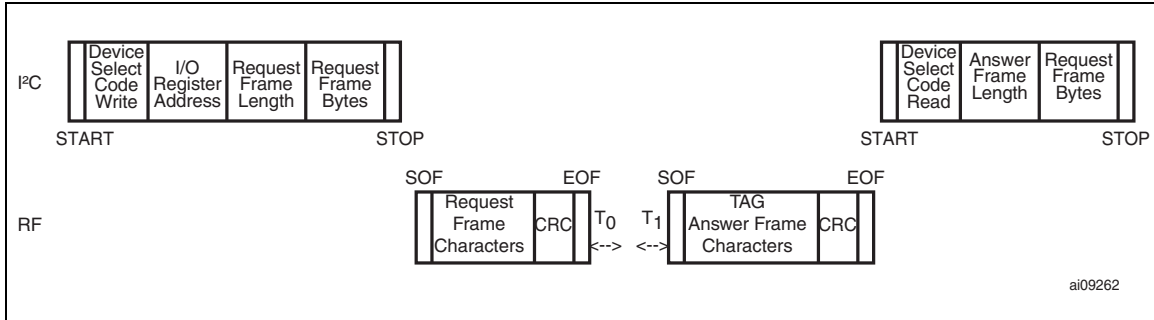 I²C
Device
Select
Code
Write
I/O
Register
Address
Request
Frame
Length
Request
Frame
Bytes
START
STOP
Device
Select
Code
Read
Answer
Frame
Length
Request
Frame
Bytes
START
STOP
RF
SOF
EOF
Request
Frame
Characters
CRC
T0
<-->
T1
<-->
SOF
EOF
TAG
Answer Frame
Characters
CRC
ai09262